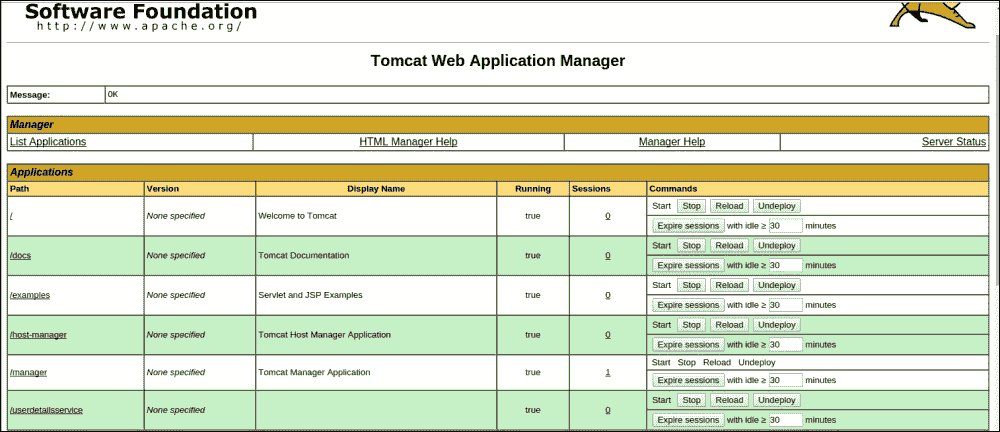 Software Foundation
http://www.apache.org/
Tomcat Web Application Manager
Message: OK
Manager
List Applications HTML Manager Help Manager Help Server Status
Applications
Path Version Display Name Running Sessions Commands
/ None specified Welcome to Tomcat true 0 Start Stop Reload Undeploy
Expire sessions with idle ≥ 30 minutes
/docs None specified Tomcat Documentation true 0 Start Stop Reload Undeploy
Expire sessions with idle ≥ 30 minutes
/examples None specified Servlet and JSP Examples true 0 Start Stop Reload Undeploy
Expire sessions with idle ≥ 30 minutes
/host-manager None specified Tomcat Host Manager Application true 0 Start Stop Reload Undeploy
Expire sessions with idle ≥ 30 minutes
/manager None specified Tomcat Manager Application true 1 Start Stop Reload Undeploy
Expire sessions with idle ≥ 30 minutes
/userdetailsservice None specified true 0 Start Stop Reload Undeploy
Expire sessions with idle ≥ 30 minutes